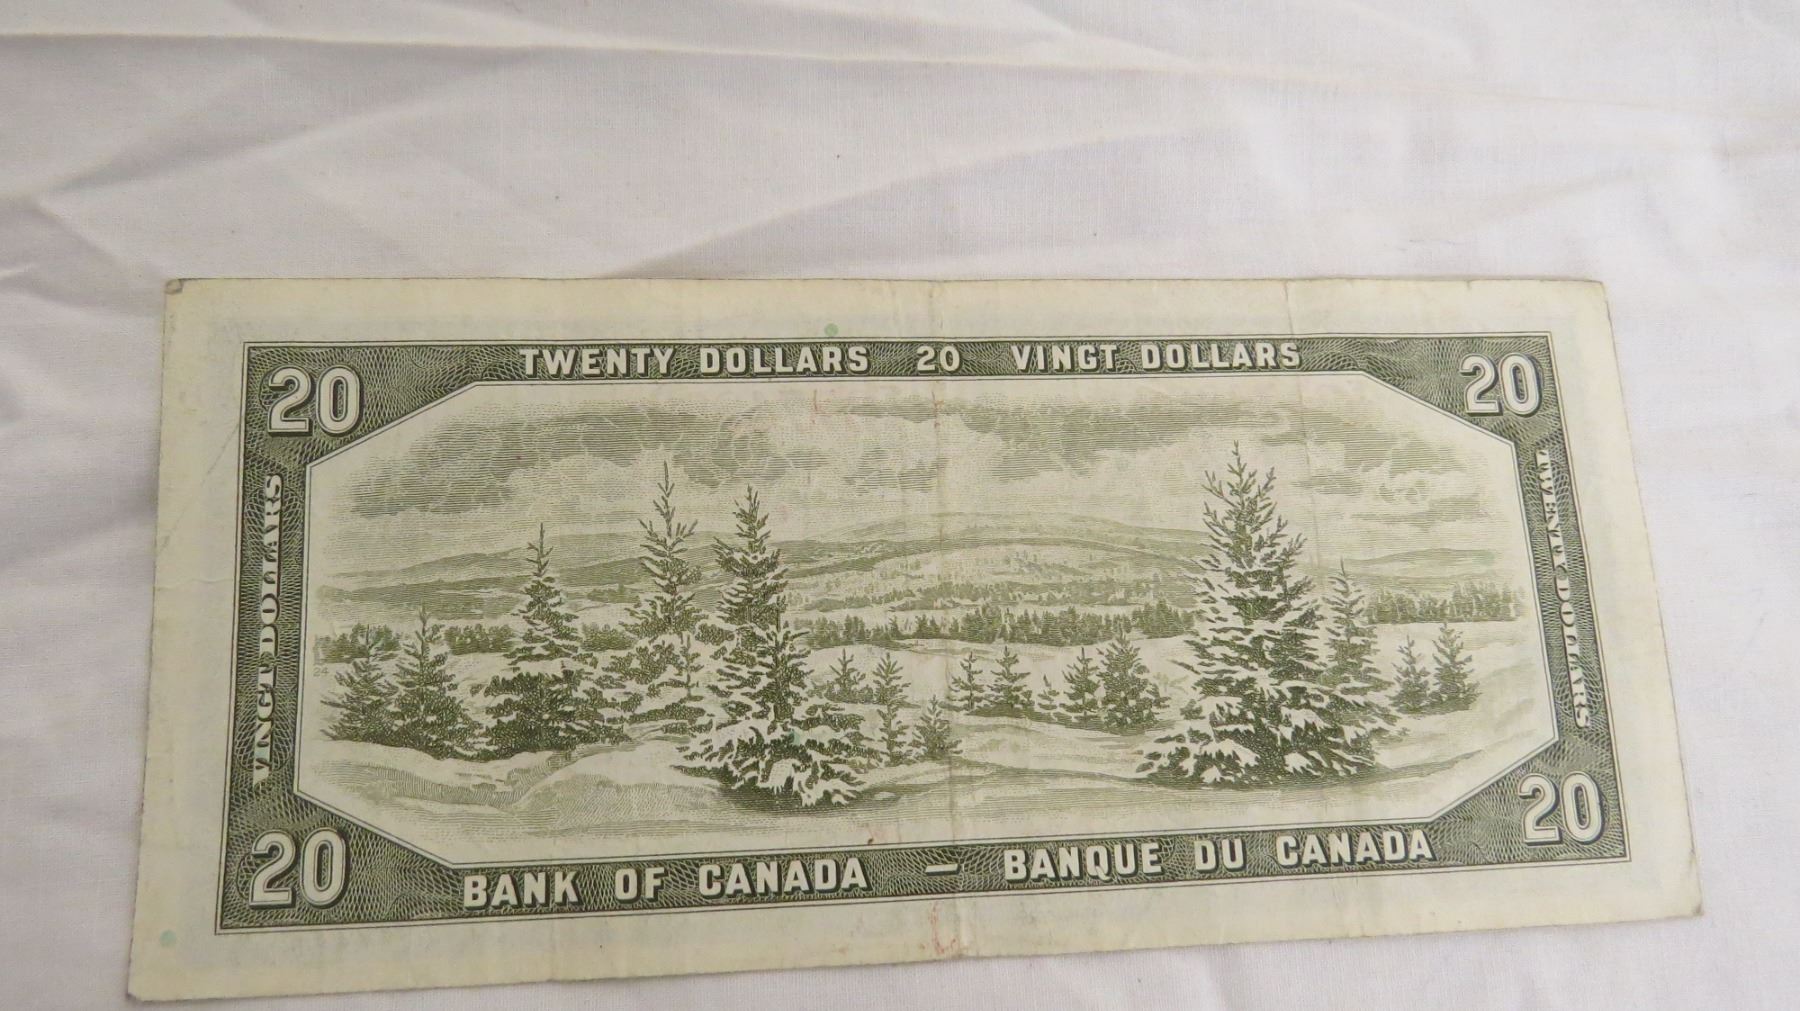 TWENTY DOLLARS 20 VINGT DOLLARS
20
20
VINGT DOLLARS
TWENTY DOLLARS
20
20
BANK OF CANADA — BANQUE DU CANADA